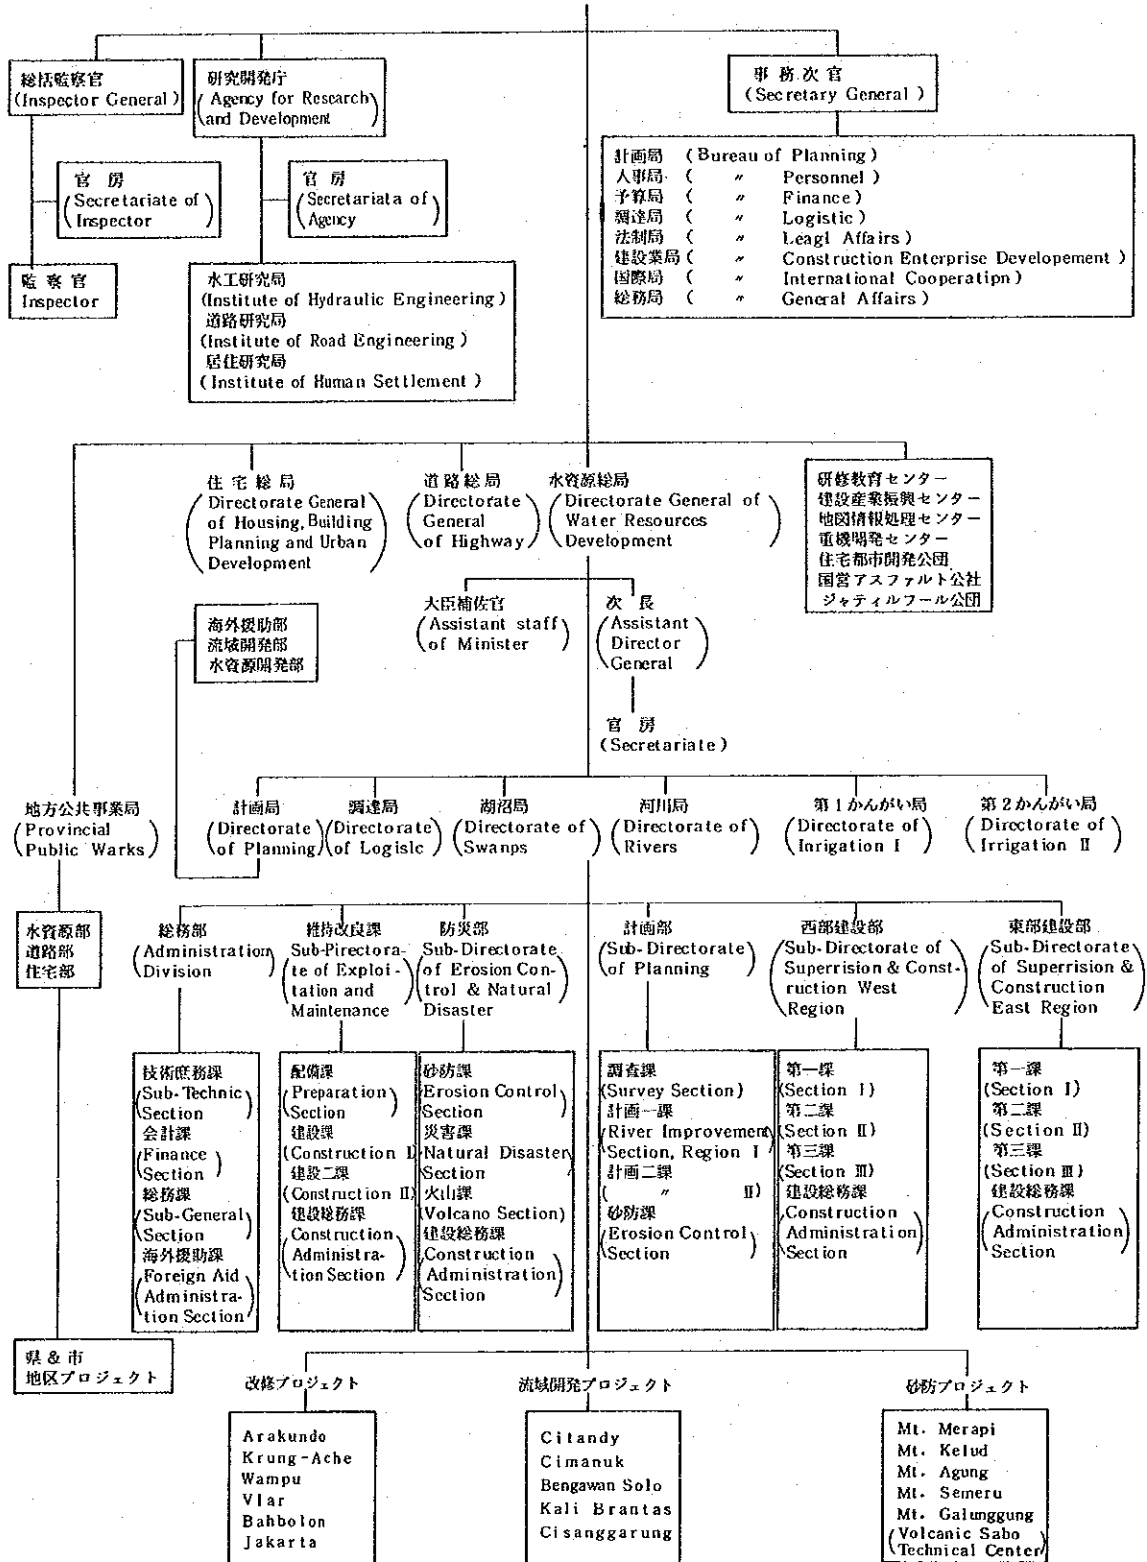 総括監察官
(Inspector General)
研究開発庁
(Agency for Research
and Development)
事務次官
(Secretary General)
官房
(Secretariate of
Inspector)
官房
(Secretariata of
Agency)
監察官
Inspector
水工研究局
(Institute of Hydraulic Engineering)
道路研究局
(Institute of Road Engineering)
居住研究局
(Institute of Human Settlement)
計画局 (Bureau of Planning)
人事局 ( 〃 Personnel)
予算局 ( 〃 Finance)
調達局 ( 〃 Logistic)
法制局 ( 〃 Leagl Affairs)
建設業局 ( 〃 Construction Enterprise Developement)
国際局 ( 〃 International Cooperatipn)
総務局 ( 〃 General Affairs)
住宅総局
(Directorate General
of Housing, Building
Planning and Urban
Development)
道路総局
(Directorate
General
of Highway)
水資源総局
(Directorate General of
Water Resources
Development)
研修教育センター
建設産業振興センター
地図情報処理センター
重機開発センター
住宅都市開発公団
国営アスファルト公社
ジャティルフール公団
大臣補佐官
(Assistant staff
of Minister)
次長
(Assistant
Director
General)
海外援助部
流域開発部
水資源開発部
官房
(Secretariate)
地方公共事業局
(Provincial
Public Warks)
計画局
(Directorate
of Planning)
調達局
(Directorate
of Logislc)
湖沼局
(Directorate of
Swanps)
河川局
(Directorate of
Rivers)
第1かんがい局
(Directorate of
Inrigation I)
第2かんがい局
(Directorate of
Irrigation II)
水資源部
道路部
住宅部
総務部
(Administration
Division)
維持改良課
(Sub-Pirectora-
te of Exploi-
tation and
Maintenance)
防災部
(Sub-Directorate
of Erosion Con-
trol & Natural
Disaster)
計画部
(Sub-Directorate
of Planning)
西部建設部
(Sub-Directorate of
Superrision & Const-
ruction West
Region)
東部建設部
(Sub-Directorate
of Superrision &
Construction
East Region)
技術庶務課
(Sub-Technic
Section)
会計課
(Finance
Section)
総務課
(Sub-General
Section)
海外援助課
(Foreign Aid
Administra-
tion Section)
配備課
(Preparation
Section)
建設課
(Construction I)
建設二課
(Construction II)
建設総務課
(Construction
Administra-
tion Section)
砂防課
(Erosion Control
Section)
災害課
(Natural Disaster
Section)
火山課
(Volcano Section)
建設総務課
(Construction
Administration
Section)
調査課
(Survey Section)
計画一課
(River Improvement
Section, Region I)
計画二課
( 〃 II)
砂防課
(Erosion Control
Section)
第一課
(Section I)
第二課
(Section II)
第三課
(Section III)
建設総務課
(Construction
Administration
Section)
第一課
(Section I)
第二課
(Section II)
第三課
(Section III)
建設総務課
(Construction
Administration
Section)
県&市
地区プロジェクト
改修プロジェクト
Arakundo
Krung-Ache
Wampu
Vlar
Bahbolon
Jakarta
流域開発プロジェクト
Citandy
Cimanuk
Bengawan Solo
Kali Brantas
Cisanggarung
砂防プロジェクト
Mt. Merapi
Mt. Kelud
Mt. Agung
Mt. Semeru
Mt. Galunggung
(Volcanic Sabo
Technical Center)